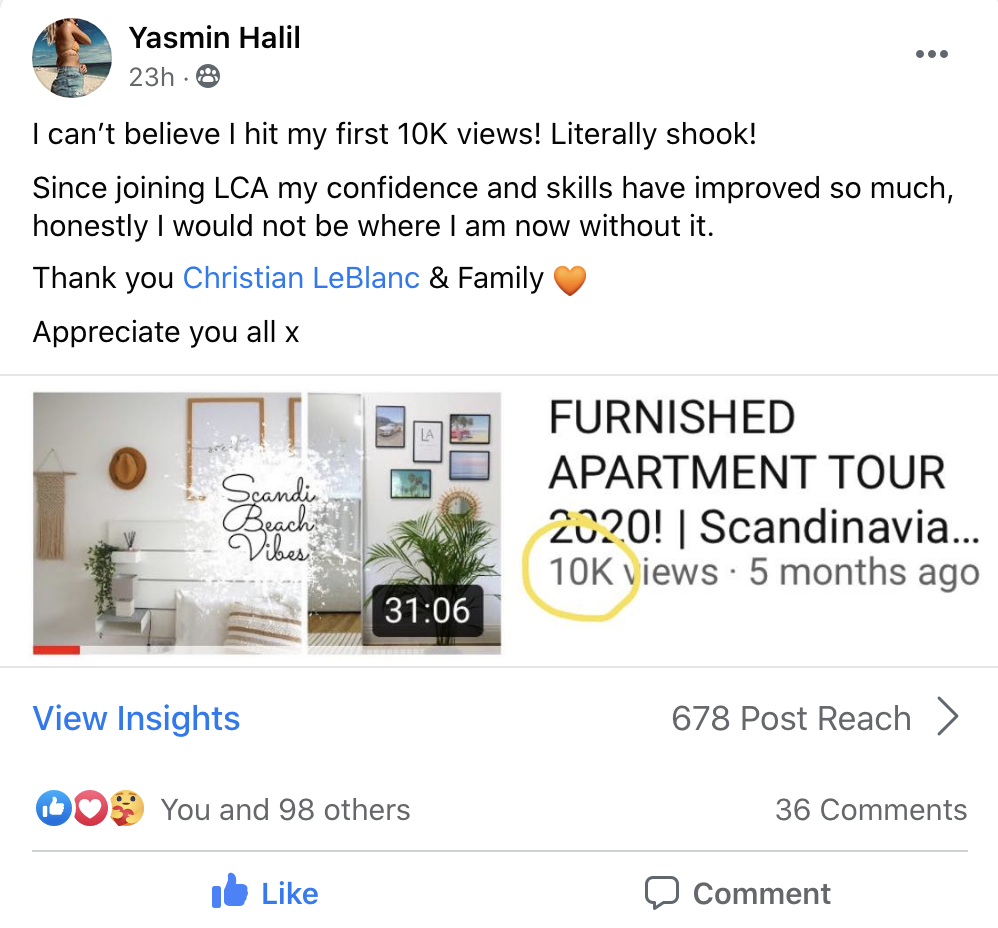 Yasmin Halil
23h ·
I can’t believe I hit my first 10K views! Literally shook!
Since joining LCA my confidence and skills have improved so much,
honestly I would not be where I am now without it.
Thank you Christian LeBlanc & Family 🧡
Appreciate you all x
Scandi
Beach
Vibes
LA
31:06
FURNISHED
APARTMENT TOUR
2020! | Scandinavia...
10K views · 5 months ago
View Insights
678 Post Reach
You and 98 others
36 Comments
Like
Comment